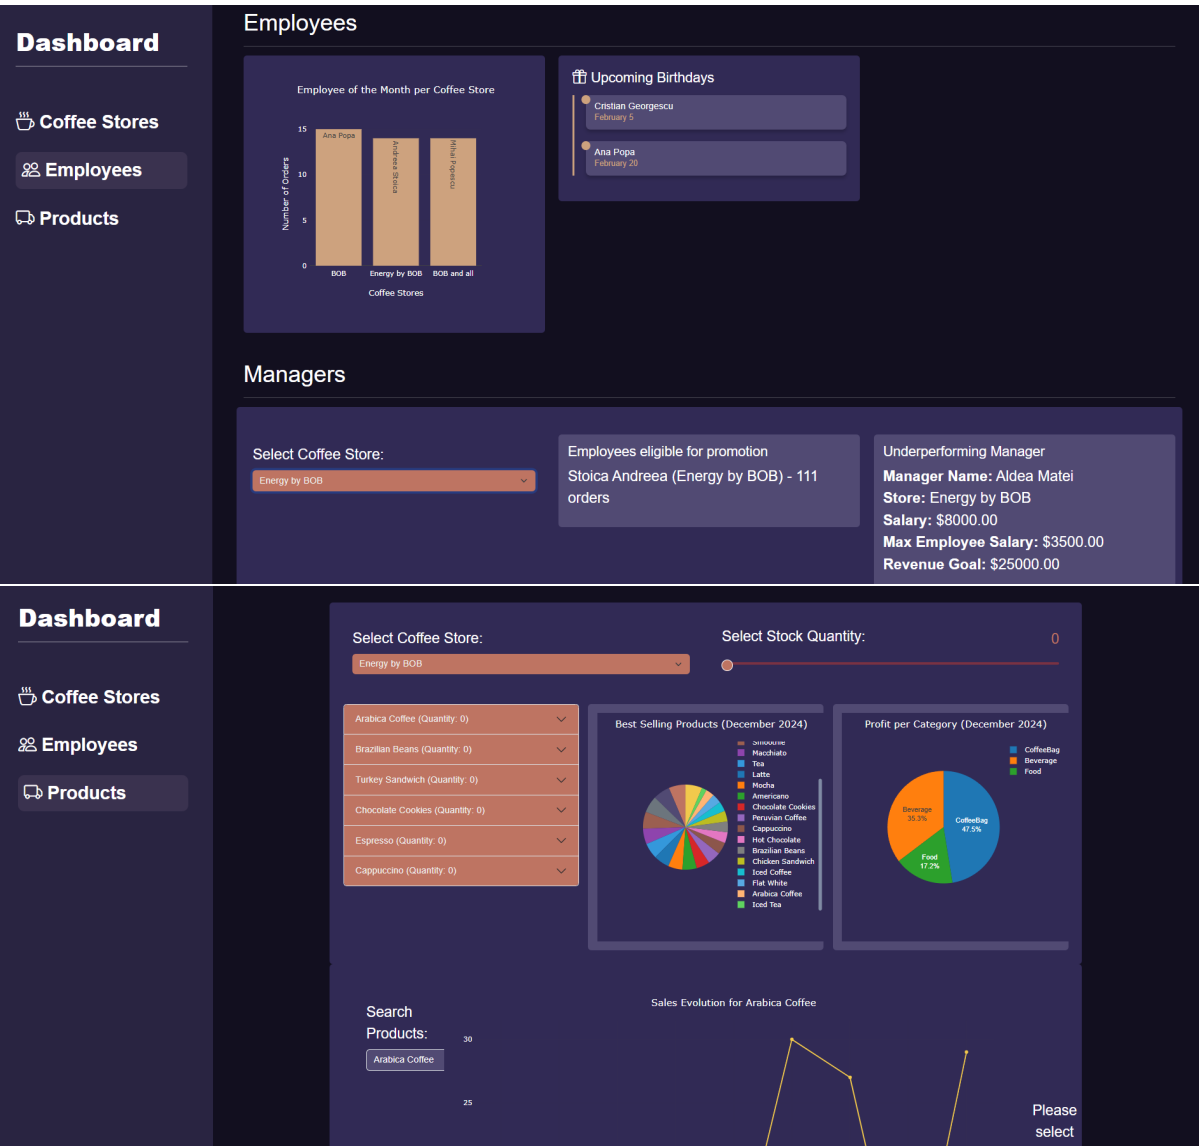 Dashboard
Coffee Stores
Employees
Products
Employees
Employee of the Month per Coffee Store
Number of Orders
15
10
5
0
Ana Popa
Andreea Stoica
Mihai Popescu
BOB
Energy by BOB
BOB and all
Coffee Stores
Upcoming Birthdays
Cristian Georgescu
February 5
Ana Popa
February 20
Managers
Select Coffee Store:
Energy by BOB
Employees eligible for promotion
Stoica Andreea (Energy by BOB) - 111
orders
Underperforming Manager
Manager Name: Aldea Matei
Store: Energy by BOB
Salary: $8000.00
Max Employee Salary: $3500.00
Revenue Goal: $25000.00
Dashboard
Coffee Stores
Employees
Products
Select Coffee Store:
Energy by BOB
Select Stock Quantity:
0
Arabica Coffee (Quantity: 0)
Brazilian Beans (Quantity: 0)
Turkey Sandwich (Quantity: 0)
Chocolate Cookies (Quantity: 0)
Espresso (Quantity: 0)
Cappuccino (Quantity: 0)
Best Selling Products (December 2024)
Smoothie
Macchiato
Tea
Latte
Mocha
Americano
Chocolate Cookies
Peruvian Coffee
Cappuccino
Hot Chocolate
Brazilian Beans
Chicken Sandwich
Iced Coffee
Flat White
Arabica Coffee
Iced Tea
Profit per Category (December 2024)
CoffeeBag
Beverage
Food
Beverage
35.3%
CoffeeBag
47.5%
Food
17.2%
Search
Products:
Arabica Coffee
Sales Evolution for Arabica Coffee
30
25
Please
select